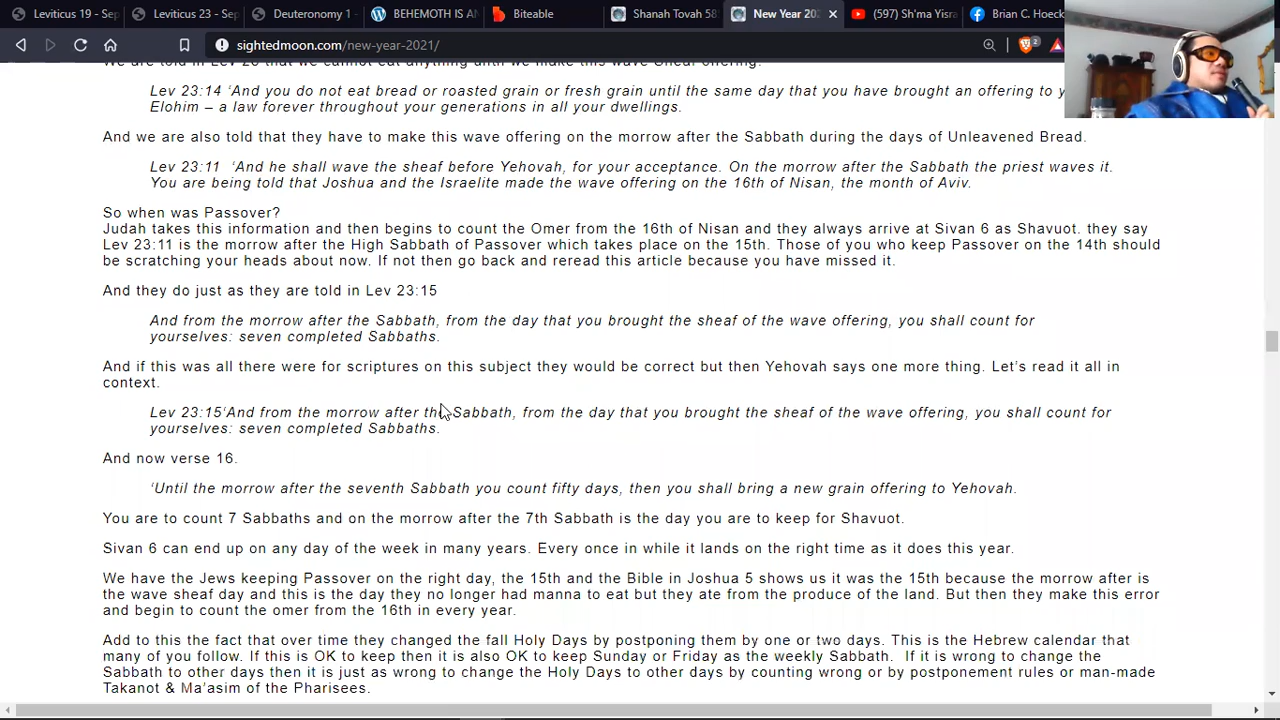 Leviticus 19 - Sep
Leviticus 23 - Sep
Deuteronomy 1 -
BEHEMOTH IS AN
Biteable
Shanah Tovah 58
New Year 202
(597) Sh'ma Yisra
Brian C. Hoeck
sightedmoon.com/new-year-2021/
2
We are told in Lev 23 that we cannot eat anything until we make this wave Sheaf offering.
Lev 23:14 ‘And you do not eat bread or roasted grain or fresh grain until the same day that you have brought an offering to
Elohim – a law forever throughout your generations in all your dwellings.
And we are also told that they have to make this wave offering on the morrow after the Sabbath during the days of Unleavened Bread.
Lev 23:11 ‘And he shall wave the sheaf before Yehovah, for your acceptance. On the morrow after the Sabbath the priest waves it.
You are being told that Joshua and the Israelite made the wave offering on the 16th of Nisan, the month of Aviv.
So when was Passover?
Judah takes this information and then begins to count the Omer from the 16th of Nisan and they always arrive at Sivan 6 as Shavuot. they say
Lev 23:11 is the morrow after the High Sabbath of Passover which takes place on the 15th. Those of you who keep Passover on the 14th should
be scratching your heads about now. If not then go back and reread this article because you have missed it.
And they do just as they are told in Lev 23:15
And from the morrow after the Sabbath, from the day that you brought the sheaf of the wave offering, you shall count for
yourselves: seven completed Sabbaths.
And if this was all there were for scriptures on this subject they would be correct but then Yehovah says one more thing. Let’s read it all in
context.
Lev 23:15‘And from the morrow after the Sabbath, from the day that you brought the sheaf of the wave offering, you shall count for
yourselves: seven completed Sabbaths.
And now verse 16.
‘Until the morrow after the seventh Sabbath you count fifty days, then you shall bring a new grain offering to Yehovah.
You are to count 7 Sabbaths and on the morrow after the 7th Sabbath is the day you are to keep for Shavuot.
Sivan 6 can end up on any day of the week in many years. Every once in while it lands on the right time as it does this year.
We have the Jews keeping Passover on the right day, the 15th and the Bible in Joshua 5 shows us it was the 15th because the morrow after is
the wave sheaf day and this is the day they no longer had manna to eat but they ate from the produce of the land. But then they make this error
and begin to count the omer from the 16th in every year.
Add to this the fact that over time they changed the fall Holy Days by postponing them by one or two days. This is the Hebrew calendar that
many of you follow. If this is OK to keep then it is also OK to keep Sunday or Friday as the weekly Sabbath. If it is wrong to change the
Sabbath to other days then it is just as wrong to change the Holy Days to other days by counting wrong or by postponement rules or man-made
Takanot & Ma’asim of the Pharisees.